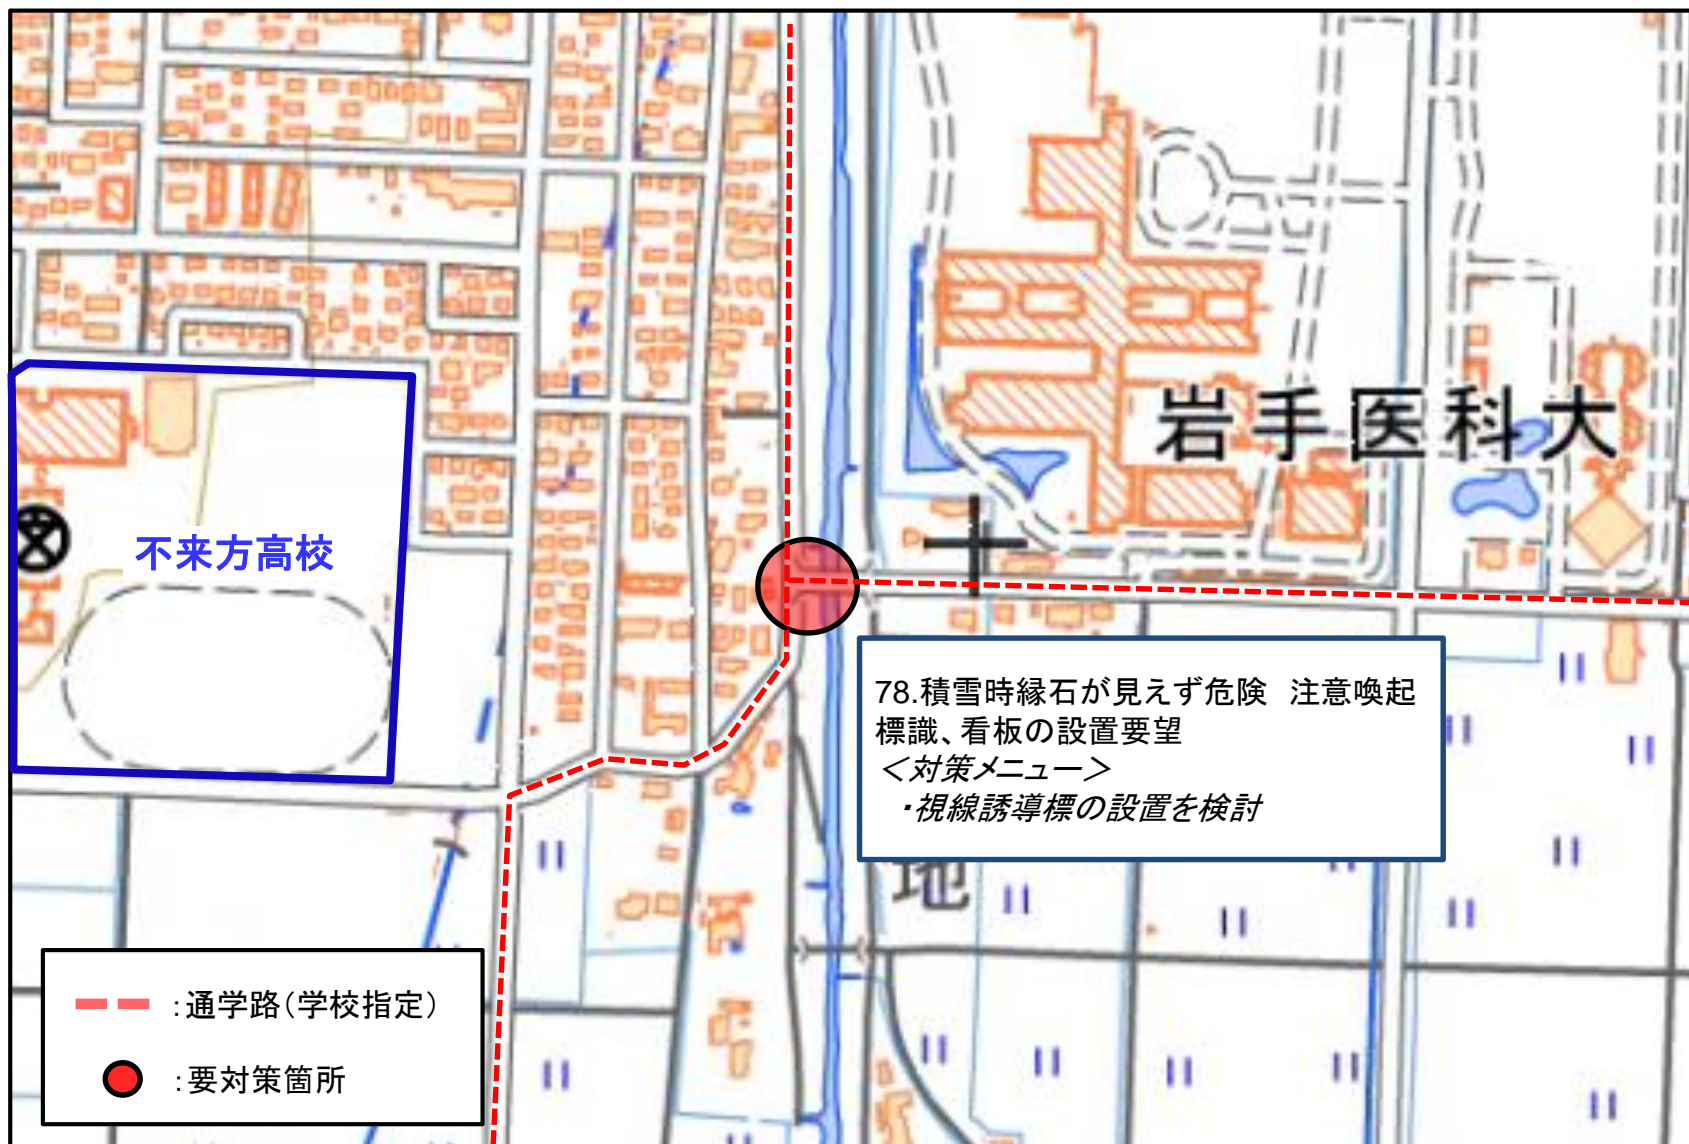 岩手医科大
不来方高校
78.積雪時縁石が見えず危険　注意喚起
標識、看板の設置要望
＜対策メニュー＞
・視線誘導標の設置を検討
地
：通学路（学校指定）
：要対策箇所